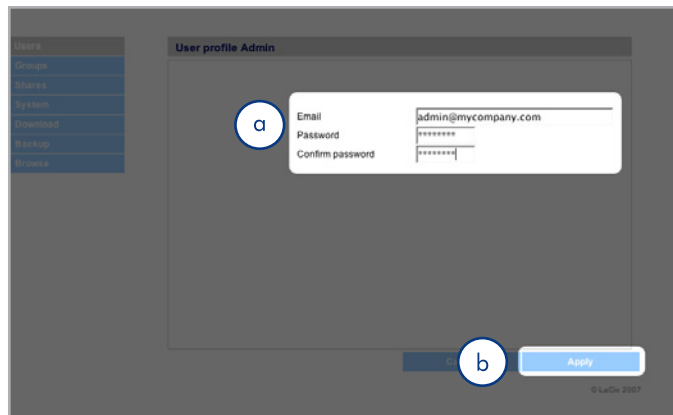 Users
User profile Admin
Groups
Shares
System
Download
Backup
Browse
a
Email admin@mycompany.com
Password ********
Confirm password ********
b
Apply
© LaCie 2007